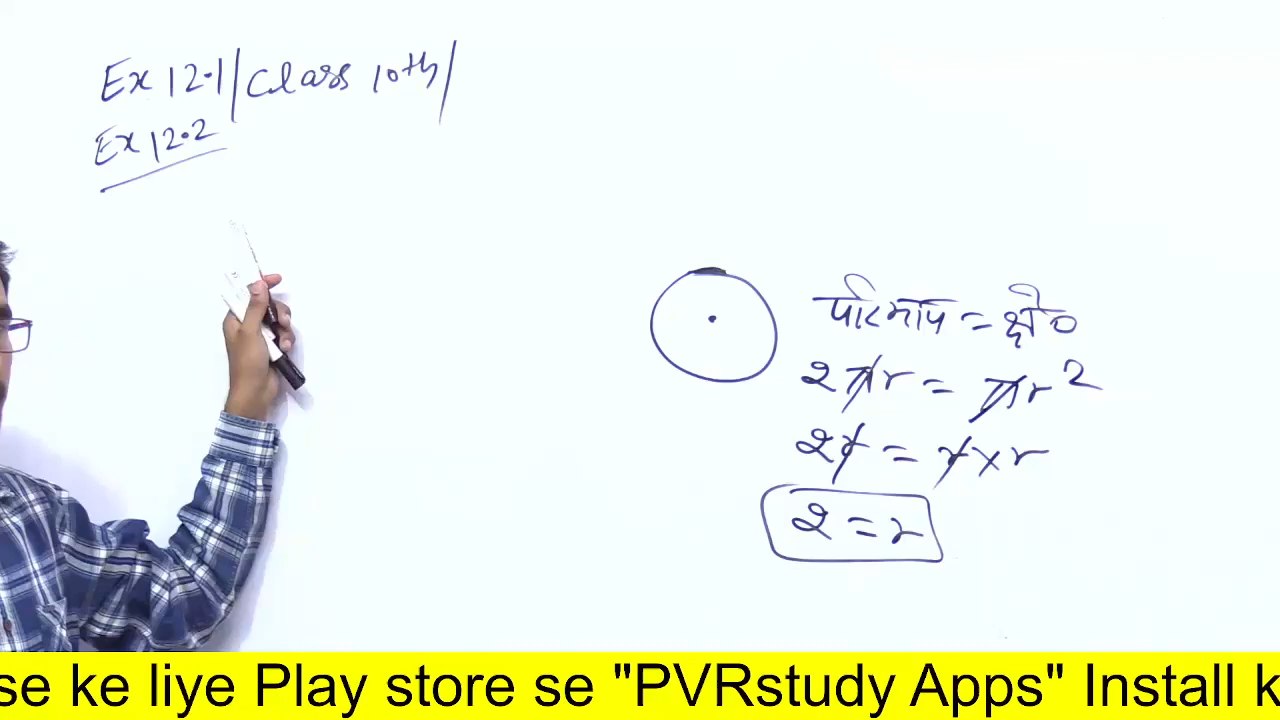 Ex 12.1/Class 10th/
Ex 12.2
परिमाप = क्षे०
2πr = πr²
2r = r×r
2 = r
se ke liye Play store se "PVRstudy Apps" Install k